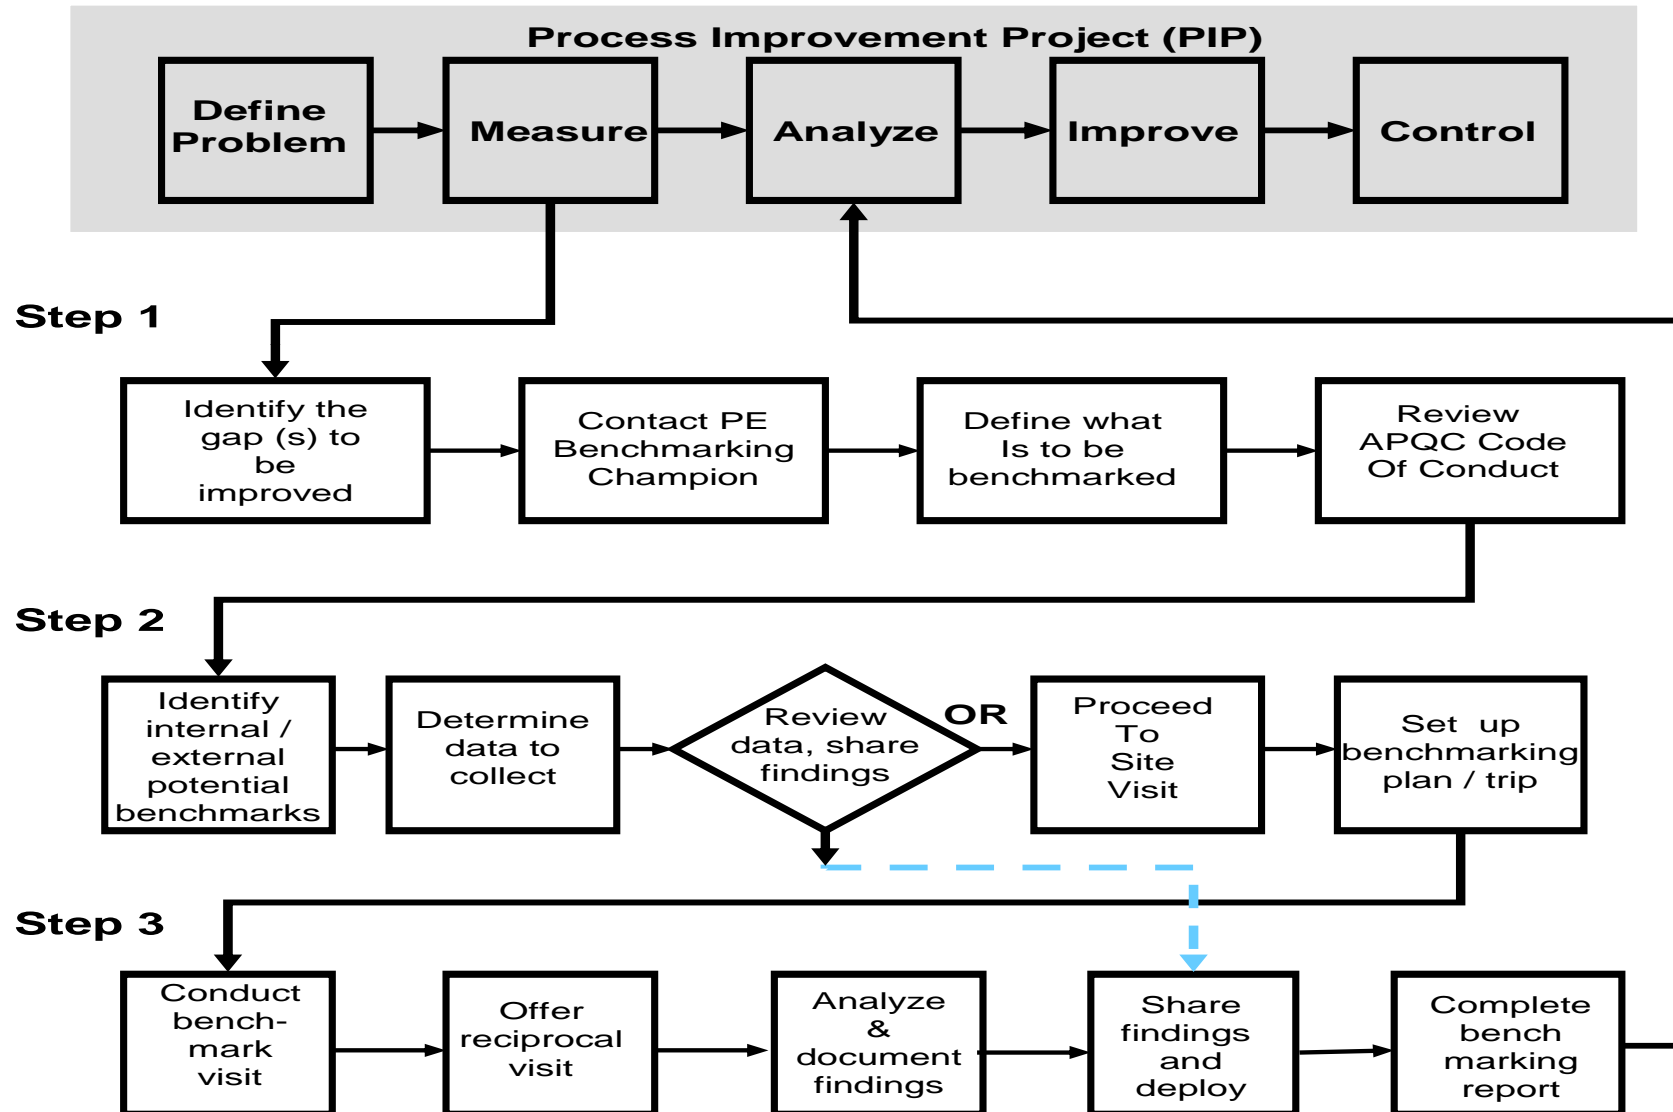 Process Improvement Project (PIP)
Define
Problem
Measure
Analyze
Improve
Control
Step 1
Identify the
gap (s) to
be
improved
Contact PE
Benchmarking
Champion
Define what
Is to be
benchmarked
Review
APQC Code
Of Conduct
Step 2
Identify
internal /
external
potential
benchmarks
Determine
data to
collect
Review
data, share
findings
OR
Proceed
To
Site
Visit
Set up
benchmarking
plan / trip
Step 3
Conduct
bench-
mark
visit
Offer
reciprocal
visit
Analyze
&
document
findings
Share
findings
and
deploy
Complete
bench
marking
report